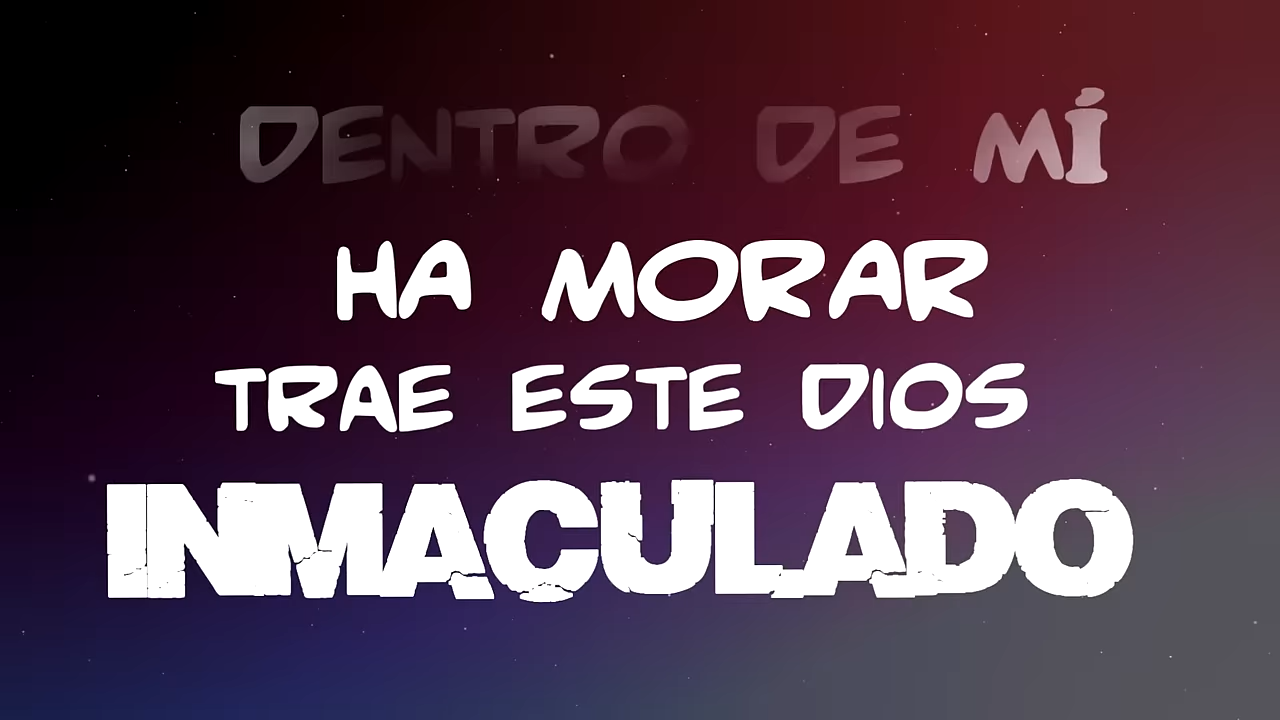 DENTRO DE MÍ
HA MORAR
TRAE ESTE DIOS
INMACULADO